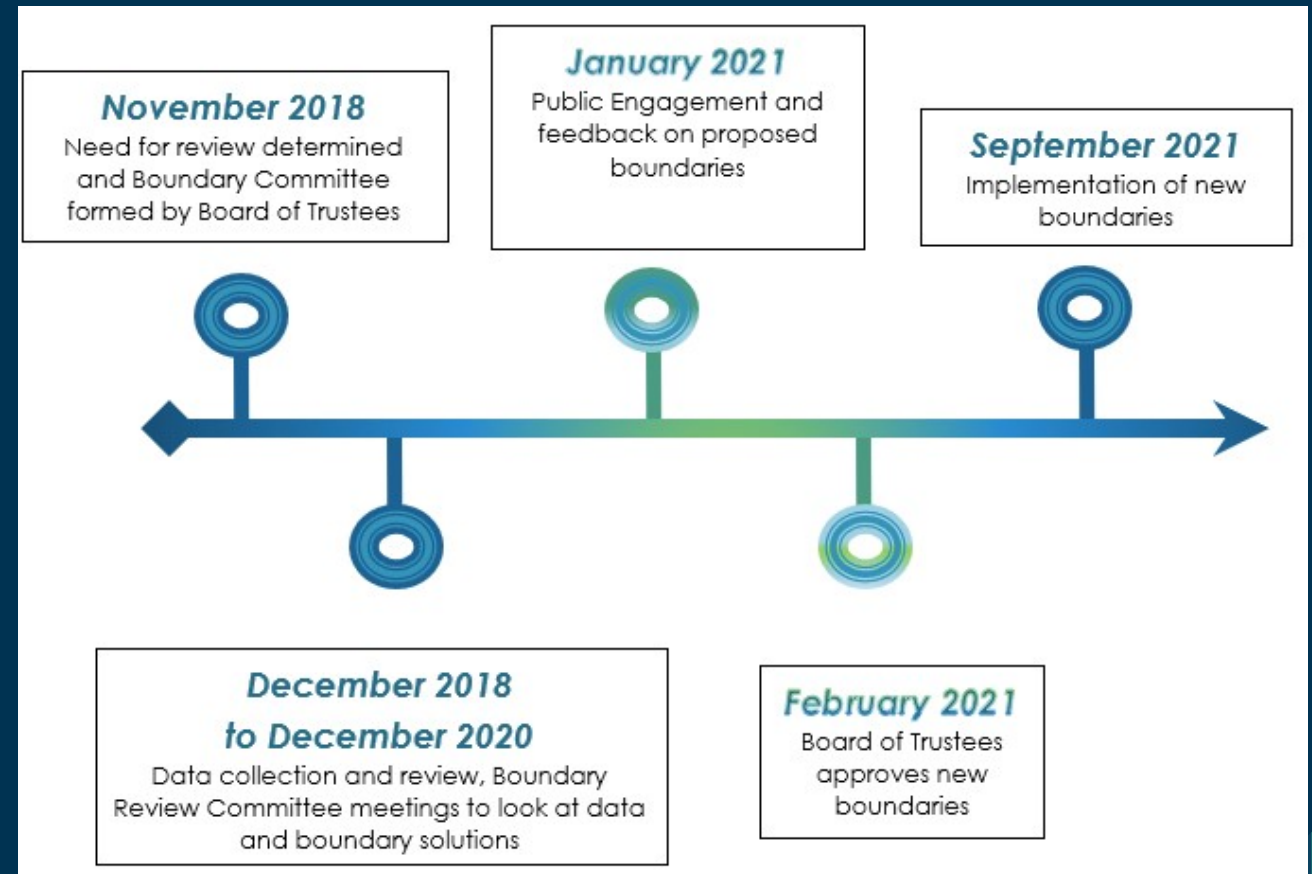 November 2018
Need for review determined
and Boundary Committee
formed by Board of Trustees
December 2018
to December 2020
Data collection and review, Boundary
Review Committee meetings to look at data
and boundary solutions
January 2021
Public Engagement and
feedback on proposed
boundaries
February 2021
Board of Trustees
approves new
boundaries
September 2021
Implementation of new
boundaries